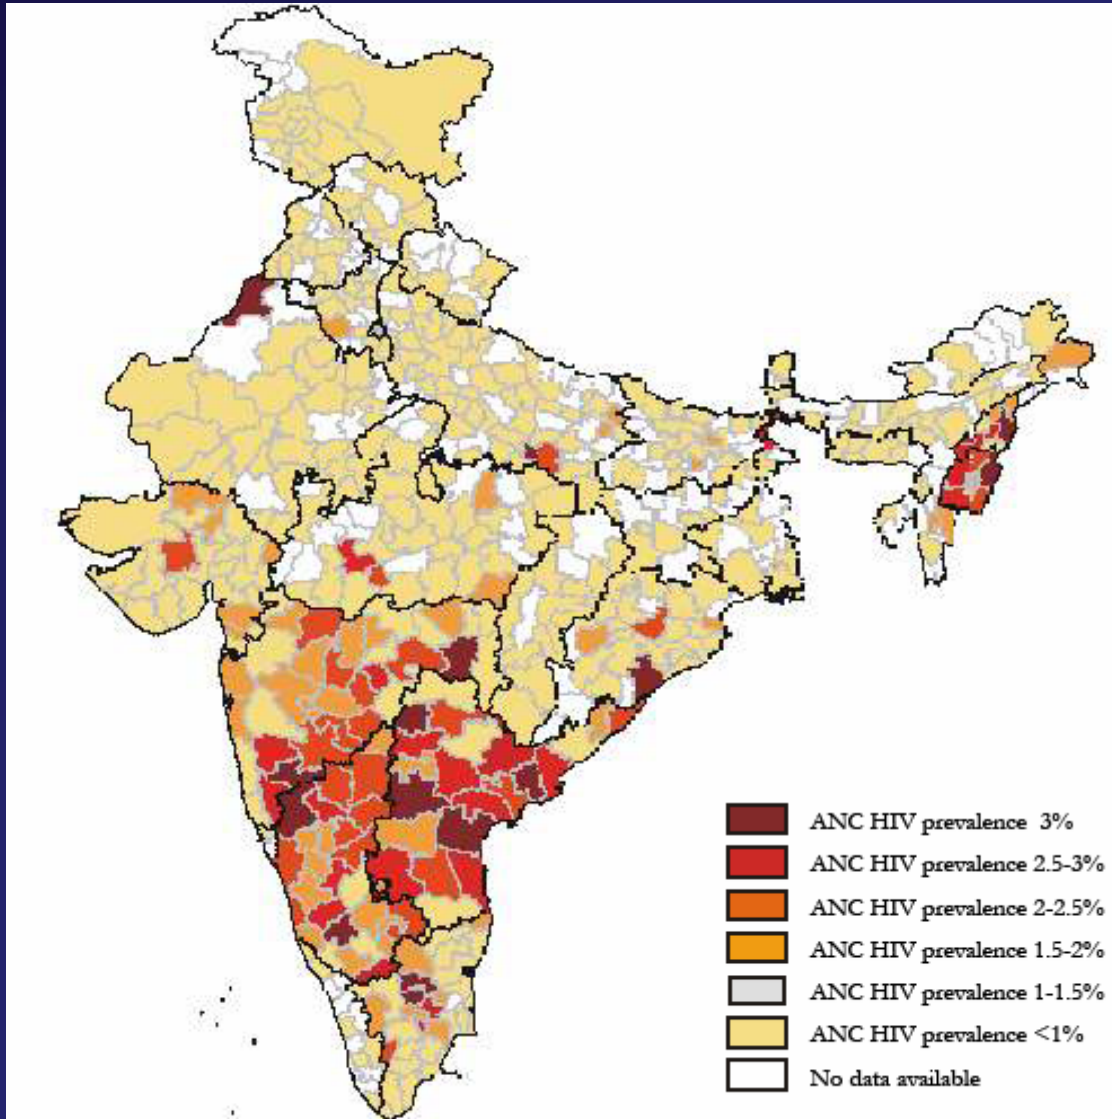 ANC HIV prevalence 3%
ANC HIV prevalence 2.5-3%
ANC HIV prevalence 2-2.5%
ANC HIV prevalence 1.5-2%
ANC HIV prevalence 1-1.5%
ANC HIV prevalence <1%
No data available